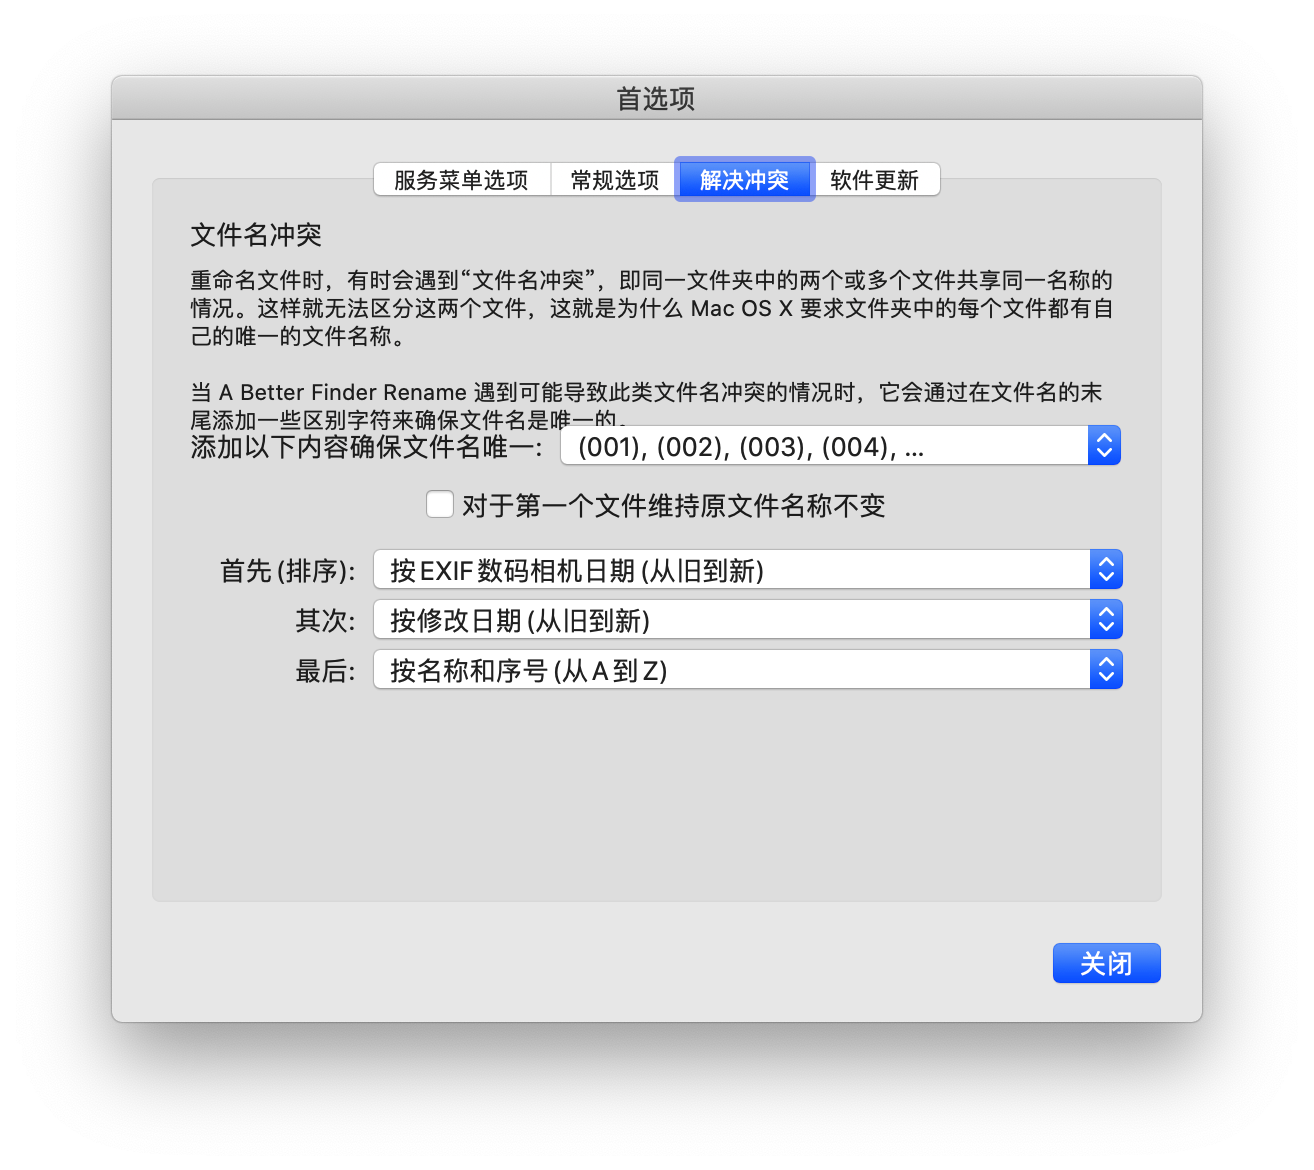 首选项
服务菜单选项 常规选项 解决冲突 软件更新
文件名冲突
重命名文件时，有时会遇到“文件名冲突”，即同一文件夹中的两个或多个文件共享同一名称的
情况。这样就无法区分这两个文件，这就是为什么 Mac OS X 要求文件夹中的每个文件都有自
己的唯一的文件名称。
当 A Better Finder Rename 遇到可能导致此类文件名冲突的情况时，它会通过在文件名的末
尾添加一些区别字符来确保文件名是唯一的。
添加以下内容确保文件名唯一: (001), (002), (003), (004), ...
对于第一个文件维持原文件名称不变
首先 (排序): 按 EXIF 数码相机日期 (从旧到新)
其次: 按修改日期 (从旧到新)
最后: 按名称和序号 (从 A 到 Z)
关闭